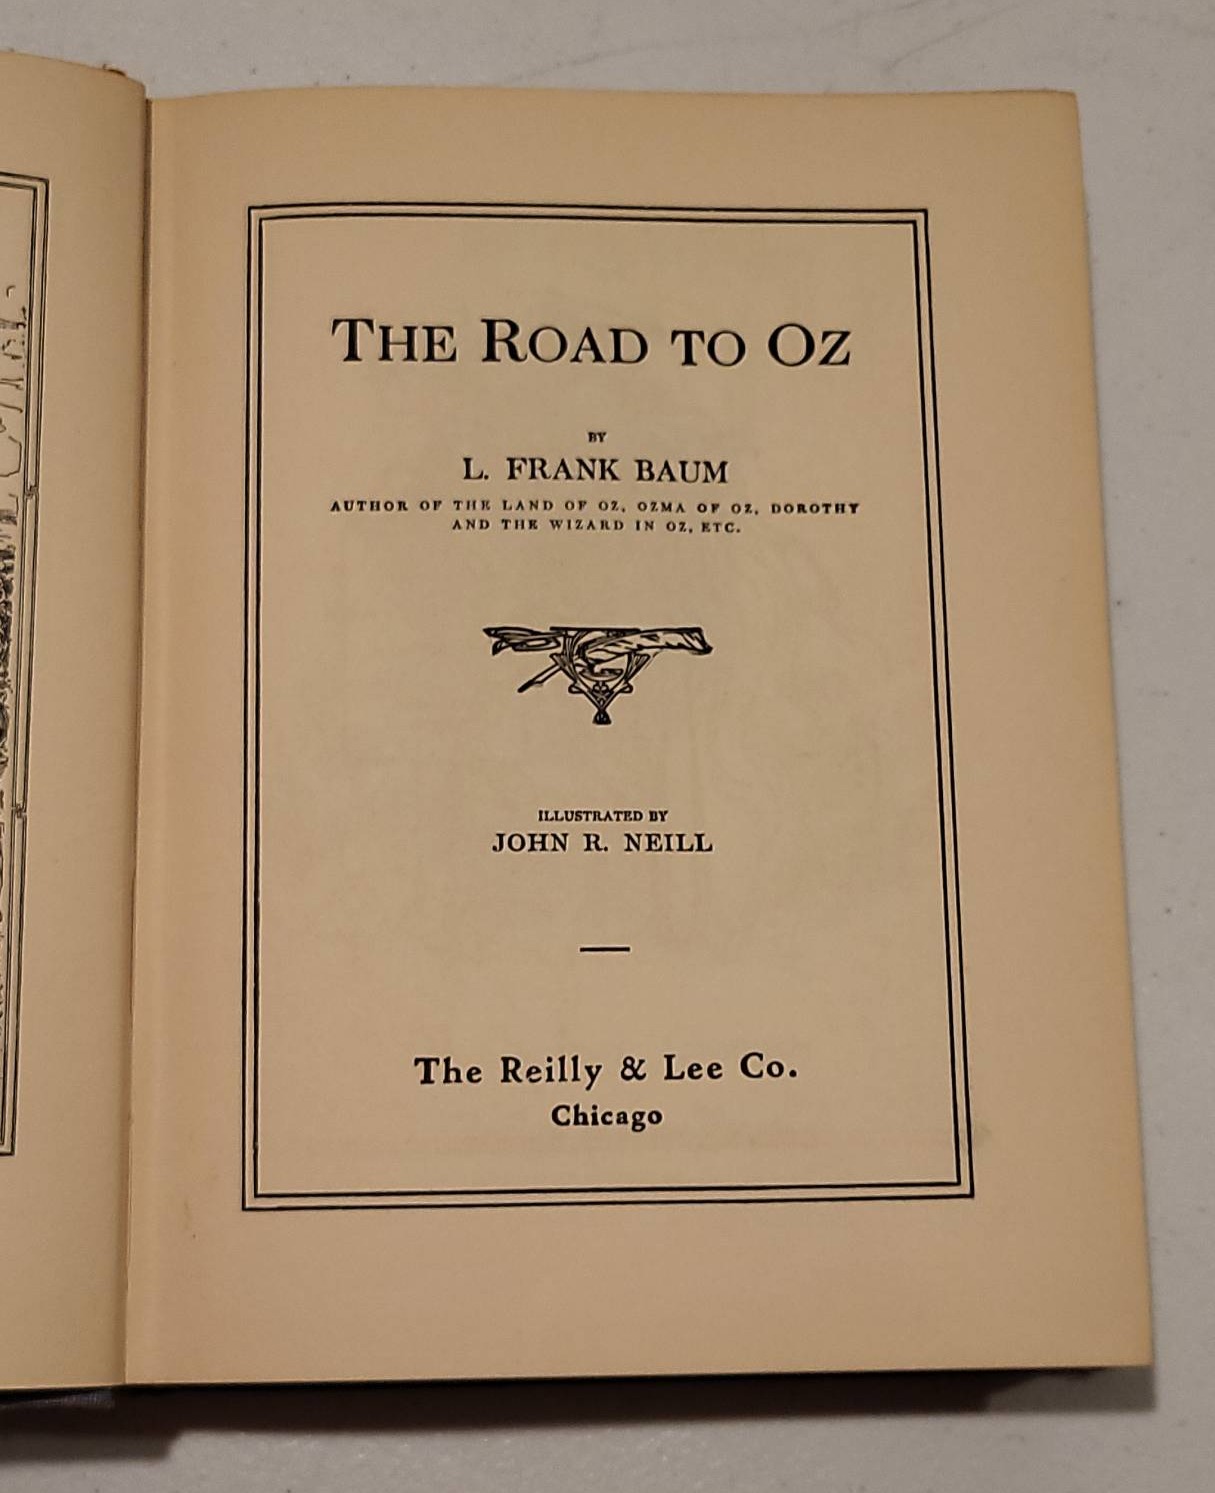 THE ROAD TO OZ
BY
L. FRANK BAUM
AUTHOR OF THE LAND OF OZ, OZMA OF OZ, DOROTHY
AND THE WIZARD IN OZ, ETC.
ILLUSTRATED BY
JOHN R. NEILL
The Reilly & Lee Co.
Chicago